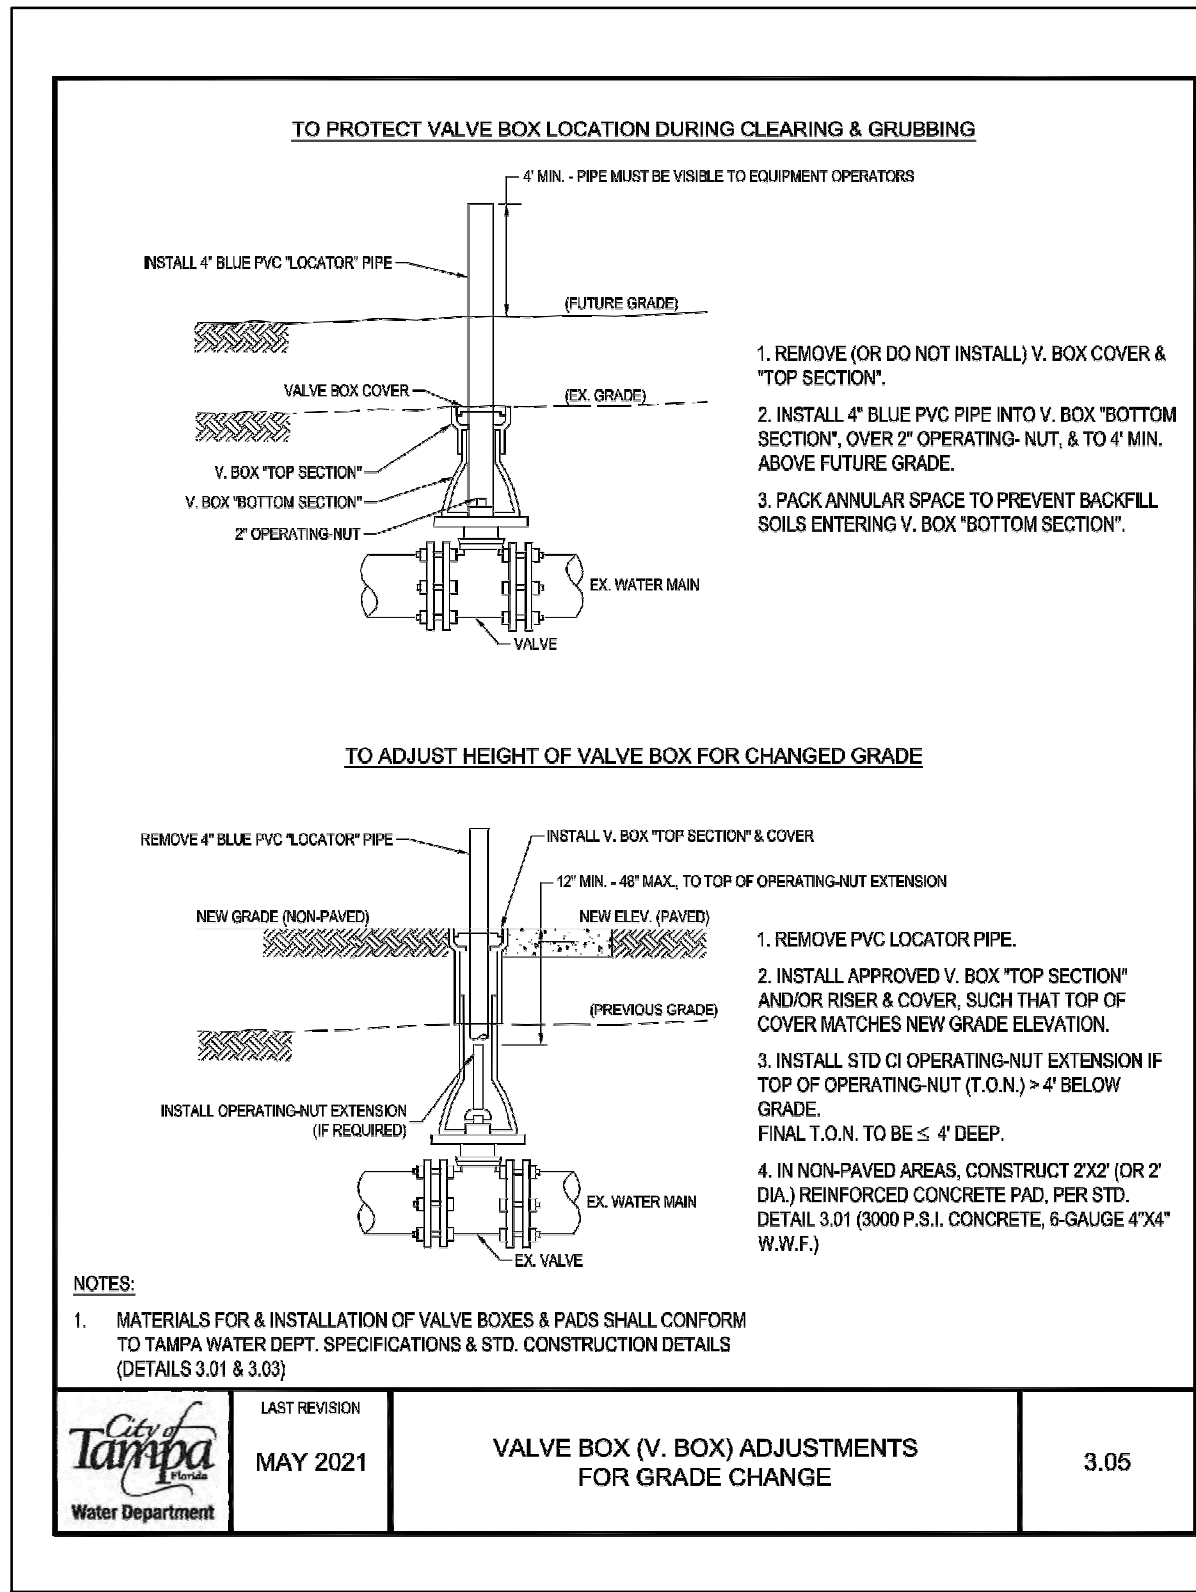 TO PROTECT VALVE BOX LOCATION DURING CLEARING & GRUBBING
4' MIN. - PIPE MUST BE VISIBLE TO EQUIPMENT OPERATORS
INSTALL 4" BLUE PVC "LOCATOR" PIPE
(FUTURE GRADE)
VALVE BOX COVER
(EX. GRADE)
V. BOX "TOP SECTION"
V. BOX "BOTTOM SECTION"
2" OPERATING-NUT
EX. WATER MAIN
VALVE
1. REMOVE (OR DO NOT INSTALL) V. BOX COVER &
"TOP SECTION".
2. INSTALL 4" BLUE PVC PIPE INTO V. BOX "BOTTOM
SECTION", OVER 2" OPERATING- NUT, & TO 4' MIN.
ABOVE FUTURE GRADE.
3. PACK ANNULAR SPACE TO PREVENT BACKFILL
SOILS ENTERING V. BOX "BOTTOM SECTION".
TO ADJUST HEIGHT OF VALVE BOX FOR CHANGED GRADE
REMOVE 4" BLUE PVC "LOCATOR" PIPE
INSTALL V. BOX "TOP SECTION" & COVER
12" MIN. - 48" MAX., TO TOP OF OPERATING-NUT EXTENSION
NEW GRADE (NON-PAVED)
NEW ELEV. (PAVED)
(PREVIOUS GRADE)
INSTALL OPERATING-NUT EXTENSION
(IF REQUIRED)
EX. WATER MAIN
EX. VALVE
1. REMOVE PVC LOCATOR PIPE.
2. INSTALL APPROVED V. BOX "TOP SECTION"
AND/OR RISER & COVER, SUCH THAT TOP OF
COVER MATCHES NEW GRADE ELEVATION.
3. INSTALL STD CI OPERATING-NUT EXTENSION IF
TOP OF OPERATING-NUT (T.O.N.) > 4' BELOW
GRADE.
FINAL T.O.N. TO BE ≤ 4' DEEP.
4. IN NON-PAVED AREAS, CONSTRUCT 2'X2' (OR 2'
DIA.) REINFORCED CONCRETE PAD, PER STD.
DETAIL 3.01 (3000 P.S.I. CONCRETE, 6-GAUGE 4"X4"
W.W.F.)
NOTES:
1. MATERIALS FOR & INSTALLATION OF VALVE BOXES & PADS SHALL CONFORM
TO TAMPA WATER DEPT. SPECIFICATIONS & STD. CONSTRUCTION DETAILS
(DETAILS 3.01 & 3.03)
City of
Tampa
Florida
Water Department
LAST REVISION
MAY 2021
VALVE BOX (V. BOX) ADJUSTMENTS
FOR GRADE CHANGE
3.05